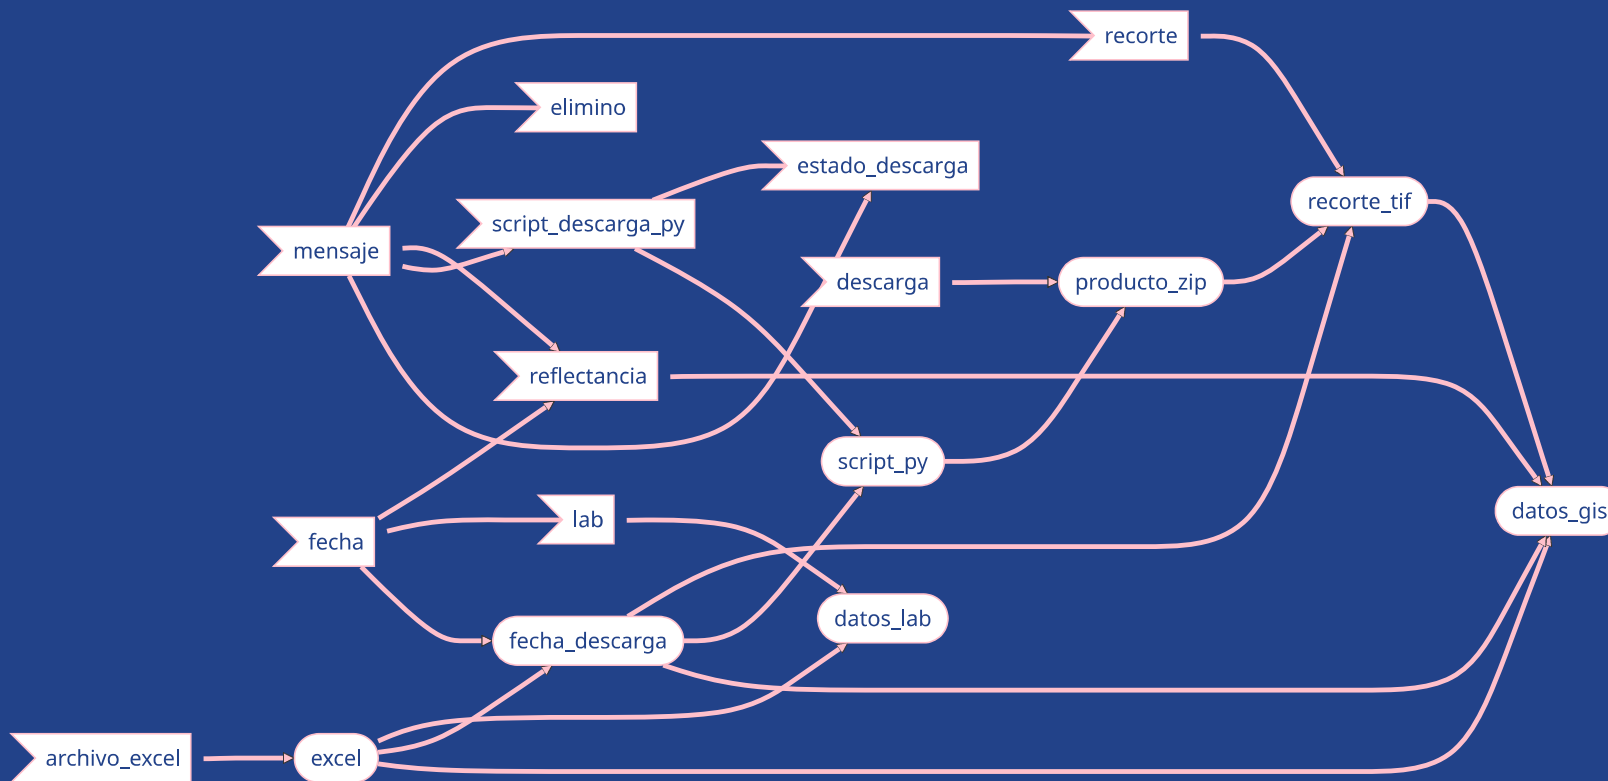 recorte
elimino
estado_descarga
recorte_tif
script_descarga_py
mensaje
descarga
producto_zip
reflectancia
script_py
lab
datos_gis
fecha
datos_lab
fecha_descarga
archivo_excel
excel